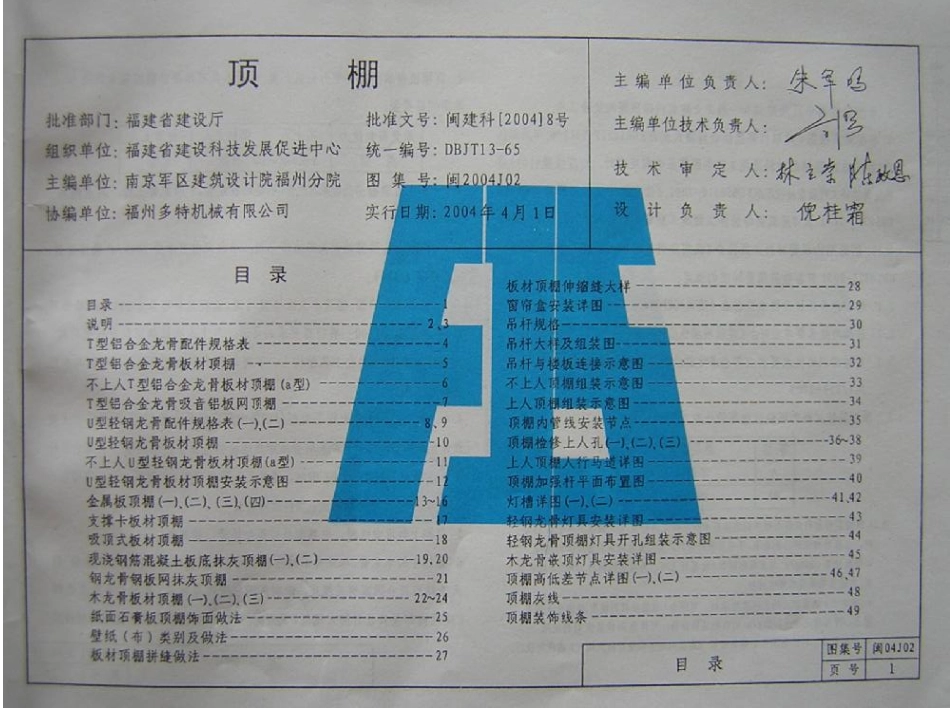 顶 棚
批准部门: 福建省建设厅
批准文号: 闽建科[2004]8号
组织单位: 福建省建设科技发展促进中心
统一编号: DBJT13-65
主编单位: 南京军区建筑设计院福州分院
图 集 号: 闽2004J02
协编单位: 福州多特机械有限公司
实行日期: 2004年4月1日
主编单位负责人:
主编单位技术负责人:
技 术 审 定 人:
设 计 负 责 人: 倪桂霜
目 录
目录 1
说明 2、3
T型铝合金龙骨配件规格表 4
T型铝合金龙骨板材顶棚 5
不上人T型铝合金龙骨板材顶棚(a型) 6
T型铝合金龙骨吸音铝板网顶棚 7
U型轻钢龙骨配件规格表(一)、(二) 8、9
U型轻钢龙骨板材顶棚 10
不上人U型轻钢龙骨板材顶棚(a型) 11
U型轻钢龙骨板材顶棚安装示意图 12
金属板顶棚(一)、(二)、(三)、(四) 13~16
支撑卡板材顶棚 17
吸顶式板材顶棚 18
现浇钢筋混凝土板底抹灰顶棚(一)、(二) 19、20
钢龙骨钢板网抹灰顶棚 21
木龙骨板材顶棚(一)、(二)、(三) 22~24
纸面石膏板顶棚饰面做法 25
壁纸(布)类别及做法 26
板材顶棚拼缝做法 27
板材顶棚伸缩缝大样 28
窗帘盒安装详图 29
吊杆规格 30
吊杆大样及组装图 31
吊杆与楼板连接示意图 32
不上人顶棚组装示意图 33
上人顶棚组装示意图 34
顶棚内管线安装节点 35
顶棚检修上人孔(一)、(二)、(三) 36~38
上人顶棚人行马道详图 39
顶棚加强杆平面布置图 40
灯槽详图(一)、(二) 41、42
轻钢龙骨灯具安装详图 43
轻钢龙骨顶棚灯具开孔组装示意图 44
木龙骨嵌顶灯具安装详图 45
顶棚高低差节点详图(一)、(二) 46、47
顶棚灰线 48
顶棚装饰线条 49
目 录
图集号 闽04J02
页 号 1